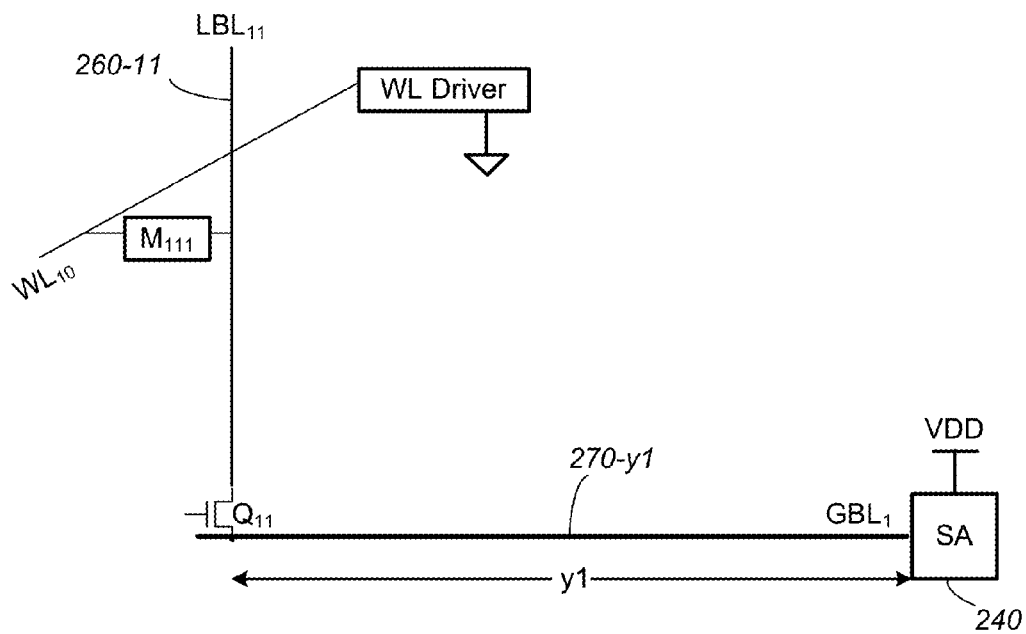 LBL₁₁
260-11
WL Driver
M₁₁₁
WL₁₀
VDD
270-y1
Q₁₁
GBL₁
SA
y1
240